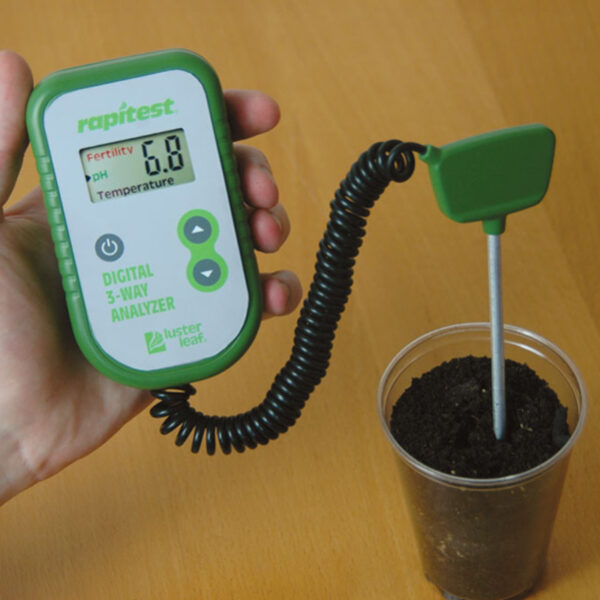 rapitest
Fertility
6.8
pH
Temperature
DIGITAL
3-WAY
ANALYZER
luster
leaf